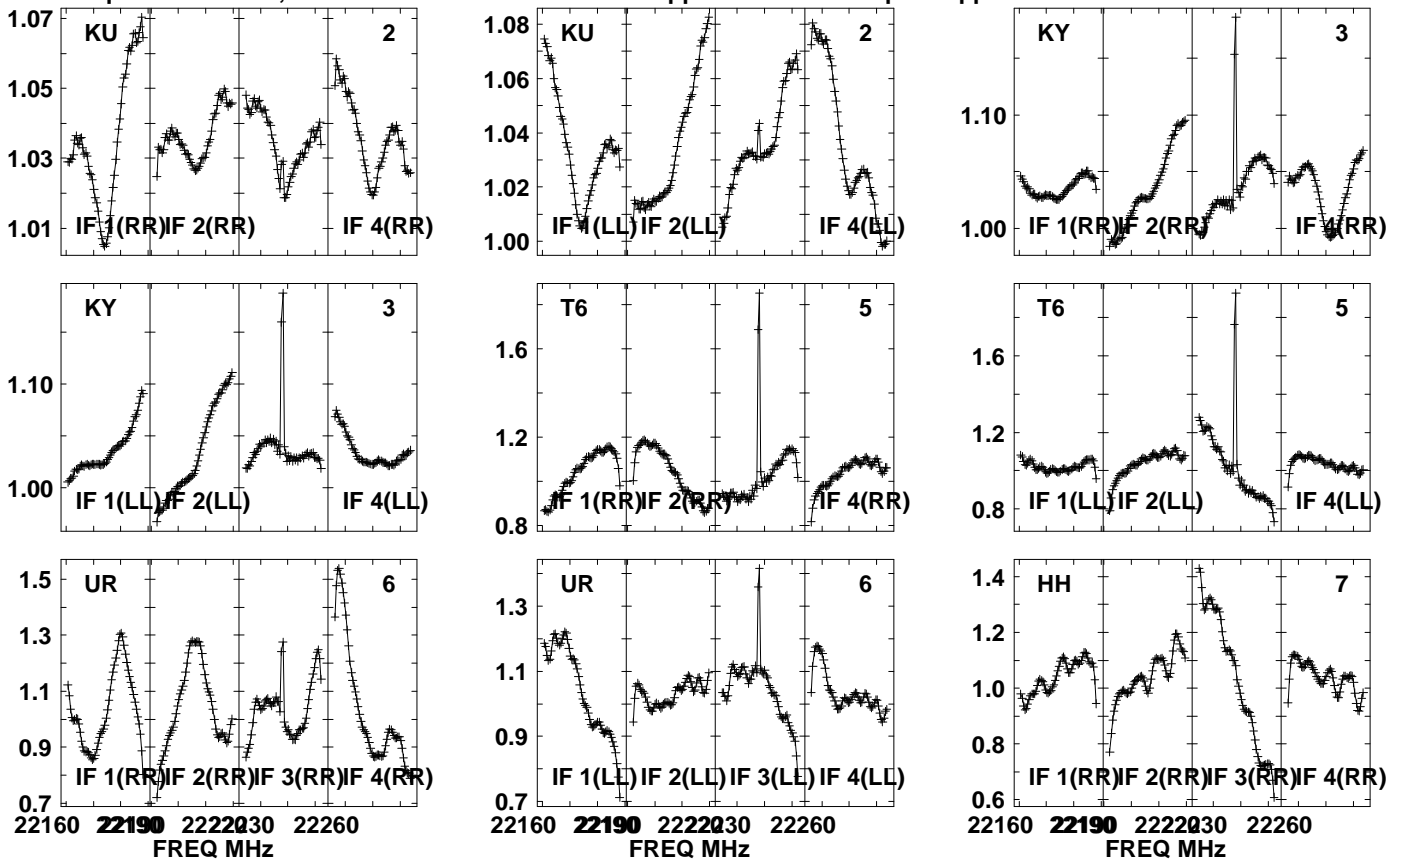 KU 2
1.07
1.05
1.03
1.01
IF 1(RR) IF 2(RR) IF 4(RR)
KU 2
1.08
1.06
1.04
1.02
1.00
IF 1(LL) IF 2(LL) IF 4(LL)
KY 3
1.10
1.00
IF 1(RR) IF 2(RR) IF 4(RR)
KY 3
1.10
1.00
IF 1(LL) IF 2(LL) IF 4(LL)
T6 5
1.6
1.2
0.8
IF 1(RR) IF 2(RR) IF 4(RR)
T6 5
1.6
1.2
0.8
IF 1(LL) IF 2(LL) IF 4(LL)
UR 6
1.5
1.3
1.1
0.9
0.7
IF 1(RR) IF 2(RR) IF 3(RR) IF 4(RR)
22160 22190 22230 22260
FREQ MHz
UR 6
1.3
1.1
0.9
0.7
IF 1(LL) IF 2(LL) IF 3(LL) IF 4(LL)
22160 22190 22230 22260
FREQ MHz
HH 7
1.4
1.2
1.0
0.8
0.6
IF 1(RR) IF 2(RR) IF 3(RR) IF 4(RR)
22160 22190 22230 22260
FREQ MHz